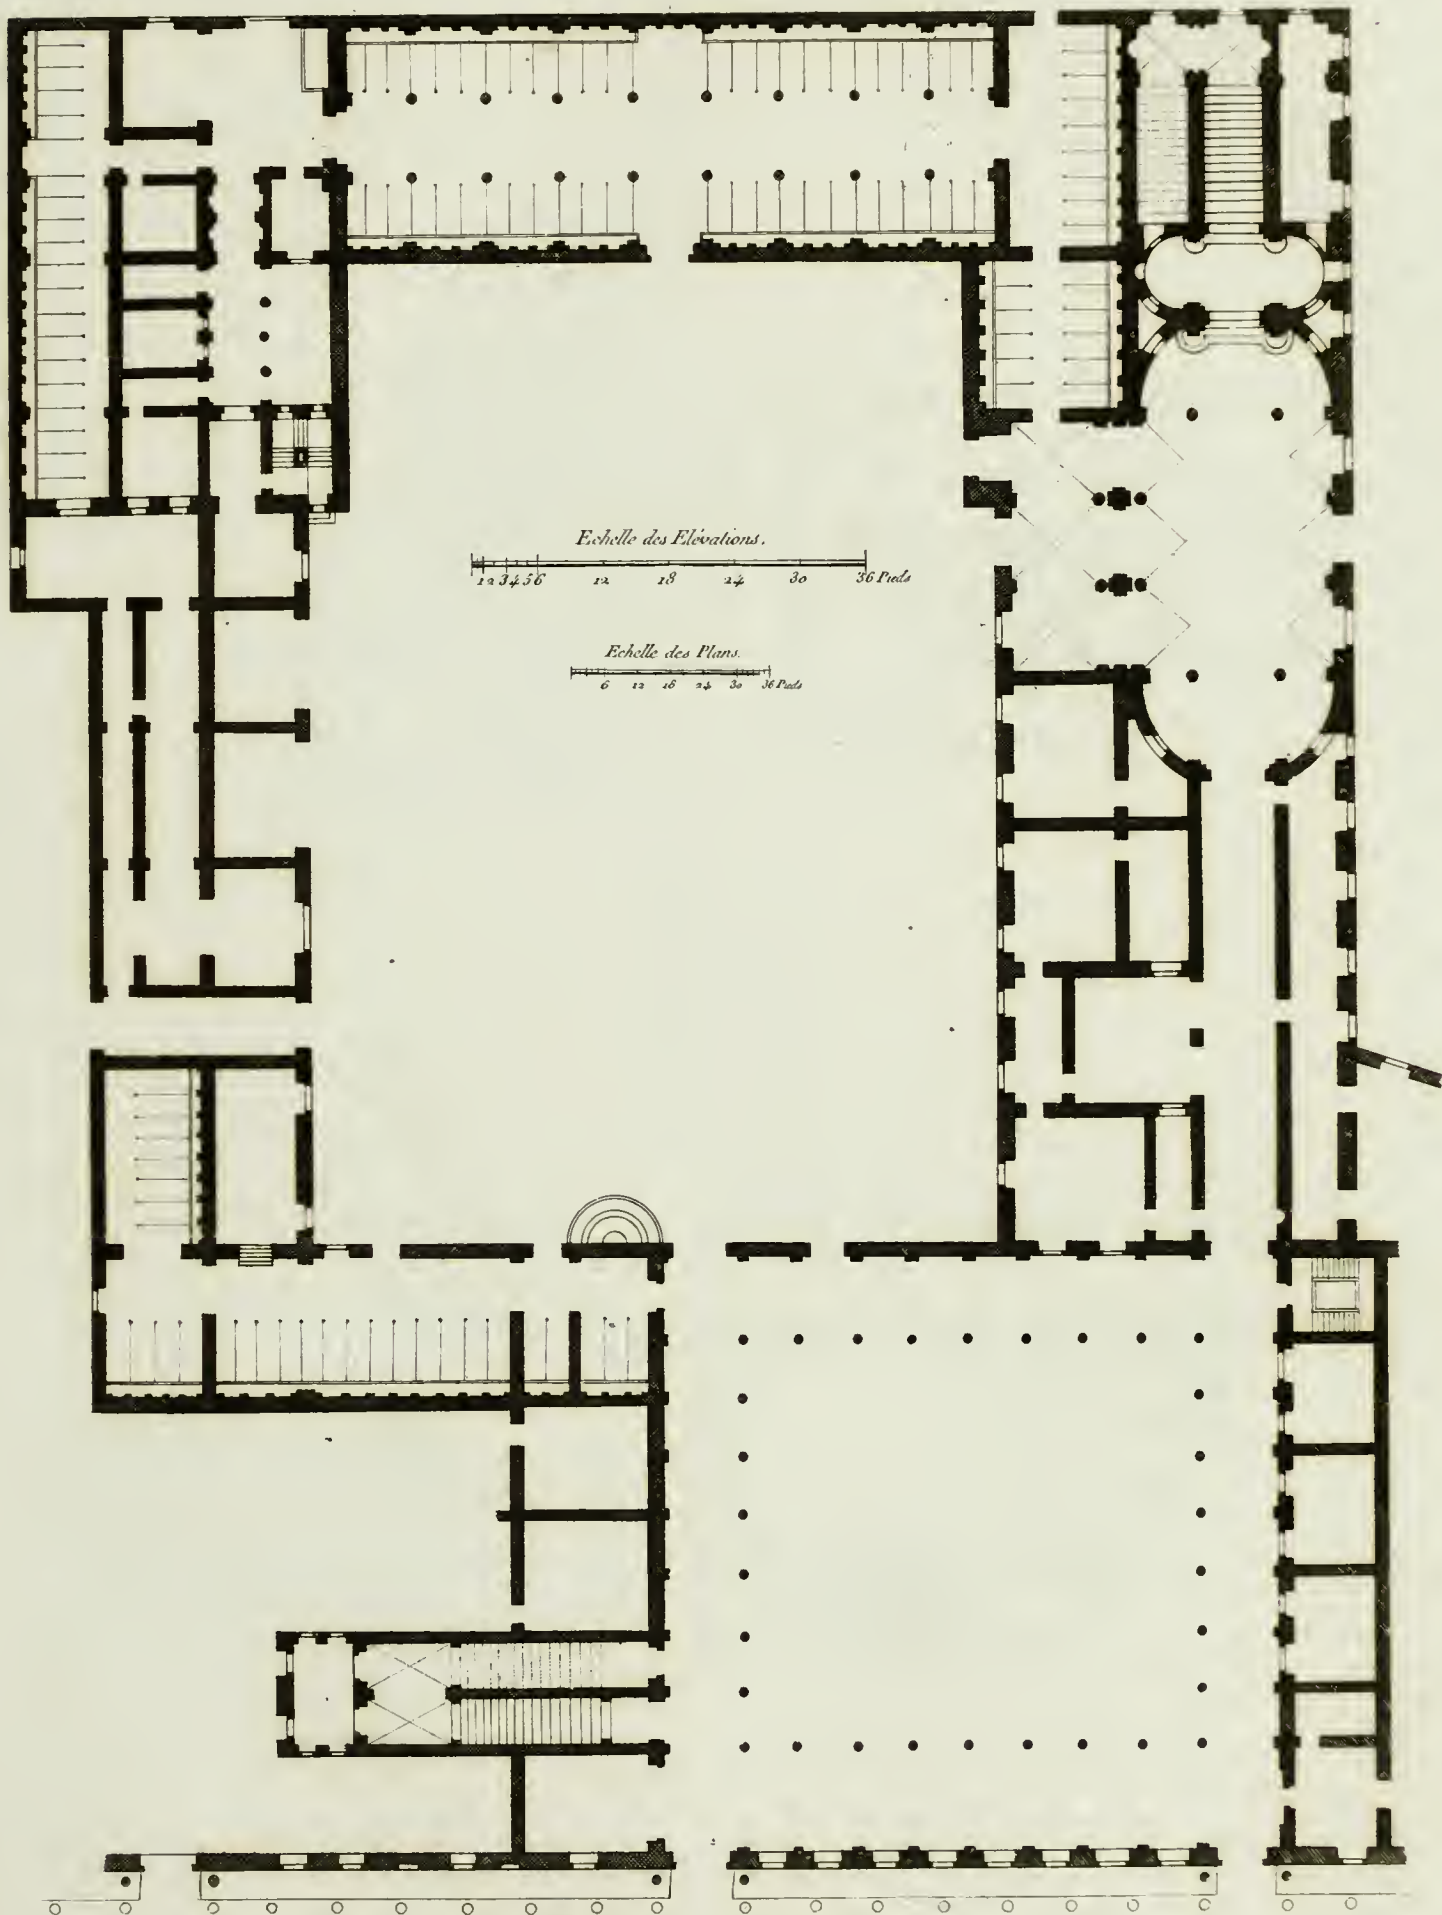 Echelle des Elévations.
1 2 3 4 5 6 12 18 24 30 36 Pieds
Echelle des Plans.
6 12 18 24 30 36 Pieds